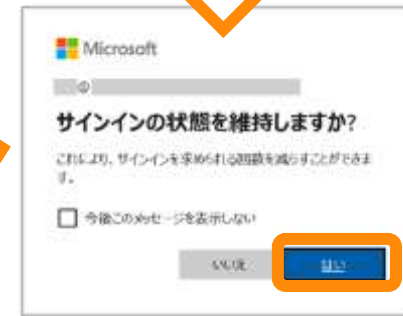 Microsoft
@
サインインの状態を維持しますか?
これにより、サインインを求められる回数を減らすことができま
す。
今後このメッセージを表示しない
いいえ
はい